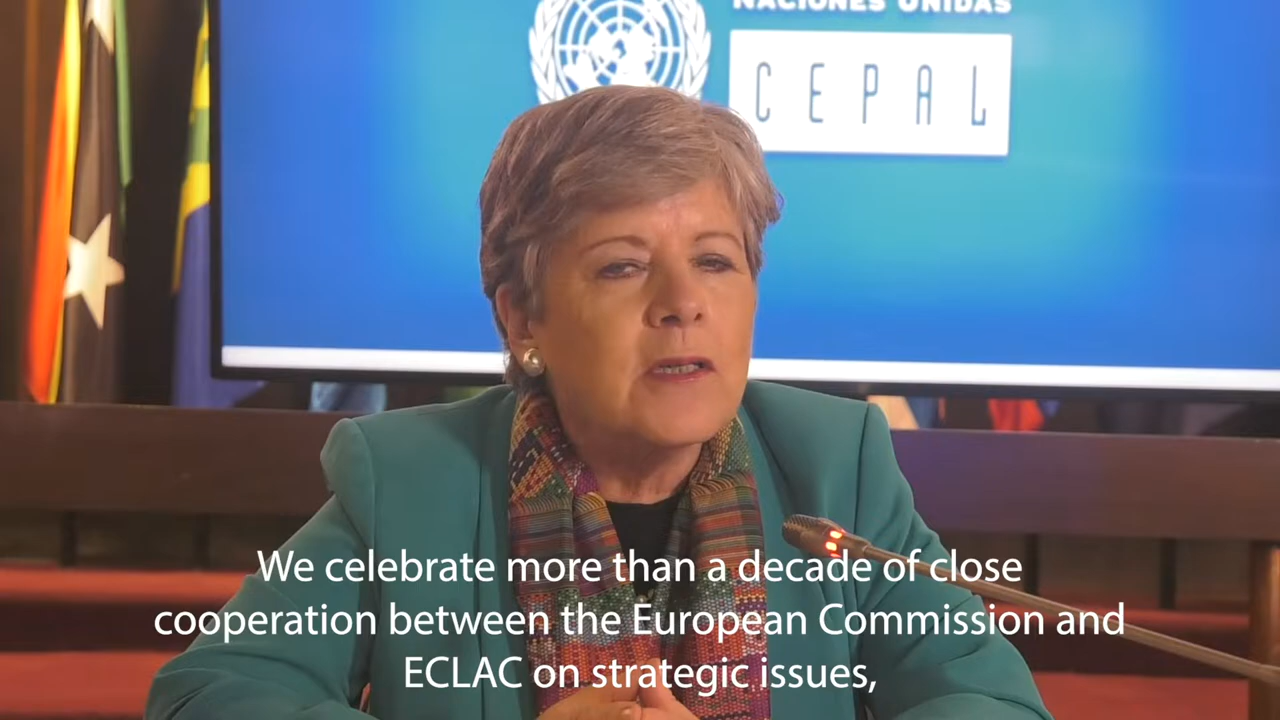 NACIONES UNIDAS
CEPAL
We celebrate more than a decade of close
cooperation between the European Commission and
ECLAC on strategic issues,